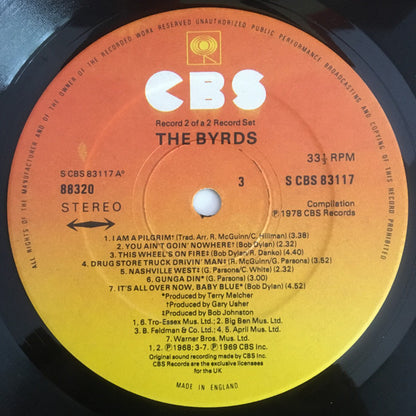 ALL RIGHTS OF THE MANUFACTURER AND OF THE OWNER OF THE RECORDED WORK RESERVED UNAUTHORIZED PUBLIC PERFORMANCE BROADCASTING AND COPYING OF THIS RECORD PROHIBITED
CBS
Record 2 of a 2 Record Set
THE BYRDS
S CBS 83117 A°
88320
STEREO
3
33⅓ RPM
S CBS 83117
Compilation
℗ 1978 CBS Records
1. I AM A PILGRIM† (Trad. Arr. R. McGuinn/C. Hillman) (3.38)
2. YOU AIN'T GOIN' NOWHERE† (Bob Dylan) (2.32)
3. THIS WHEEL'S ON FIRE‡ (Bob Dylan/R. Danko) (4.40)
4. DRUG STORE TRUCK DRIVIN' MAN‡ (R. McGuinn/G. Parsons) (3.52)
5. NASHVILLE WEST‡ (G. Parsons/C. White) (2.32)
6. GUNGA DIN* (G. Parsons) (3.00)
7. IT'S ALL OVER NOW, BABY BLUE* (Bob Dylan) (4.52)
*Produced by Terry Melcher
†Produced by Gary Usher
‡Produced by Bob Johnston
1, 6. Tro-Essex Mus. Ltd.; 2. Big Ben Mus. Ltd.
3. B. Feldman & Co. Ltd.; 4. 5. April Mus. Ltd.;
7. Warner Bros. Mus. Ltd.
1, 2. ℗ 1968: 3-7. ℗ 1969 CBS Inc.
Original sound recording made by CBS Inc.
CBS Records are the exclusive licensees
for the UK
MADE IN ENGLAND